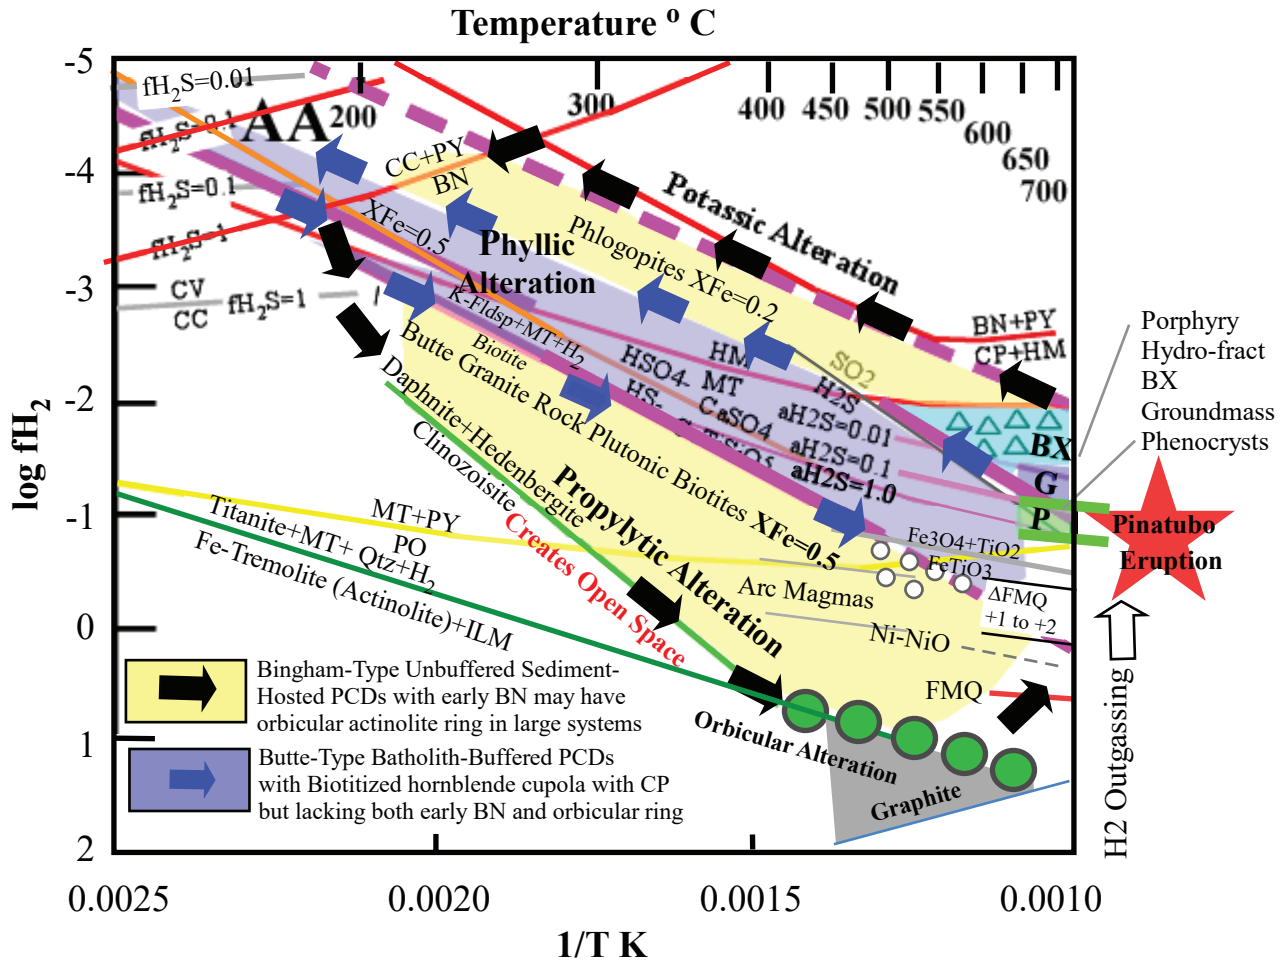 Temperature º C
-5
-4
-3
-2
-1
0
1
2
log fH2
0.0025
0.0020
0.0015
0.0010
1/T K
200
300
400
450
500
550
600
650
700
fH2S=0.01
fH2S=0.1
AA
fH2S=0.1
fH2S=1
CV
CC
fH2S=1
CC+PY
BN
XFe=0.5
Phyllic
Alteration
Phlogopites XFe=0.2
Potassic Alteration
BN+PY
CP+HM
SO2
HM
MT
H2S
HSO4-
HS-
CaSO4
aH2S=0.01
aH2S=0.1
aH2S=1.0
K-Fldsp+MT+H2
Biotite
Butte Granite Rock Plutonic Biotites XFe=0.5
Daphnite+Hedenbergite
Clinozoisite
Propylytic Alteration
Creates Open Space
MT+PY
PO
Titanite+MT+ Qtz+H2
Fe-Tremolite (Actinolite)+ILM
BX
G
P
Fe3O4+TiO2
FeTiO3
ΔFMQ
+1 to +2
Arc Magmas
Ni-NiO
FMQ
Orbicular Alteration
Graphite
Porphyry
Hydro-fract
BX
Groundmass
Phenocrysts
Pinatubo
Eruption
H2 Outgassing
Bingham-Type Unbuffered Sediment-
Hosted PCDs with early BN may have
orbicular actinolite ring in large systems
Butte-Type Batholith-Buffered PCDs
with Biotitized hornblende cupola with CP
but lacking both early BN and orbicular ring